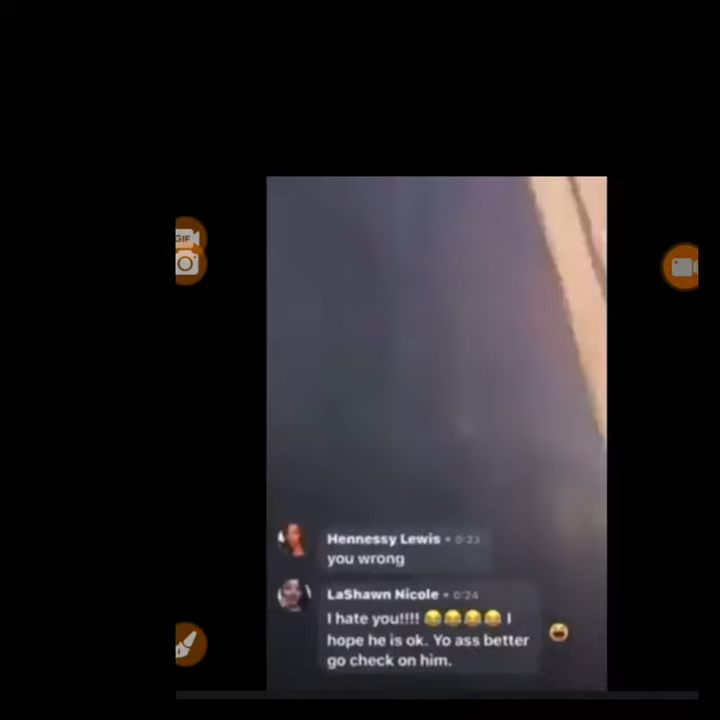 GIF
Hennessy Lewis • 0:23
you wrong
LaShawn Nicole • 0:24
I hate you!!!! 😂😂😂😂 I
hope he is ok. Yo ass better
go check on him.